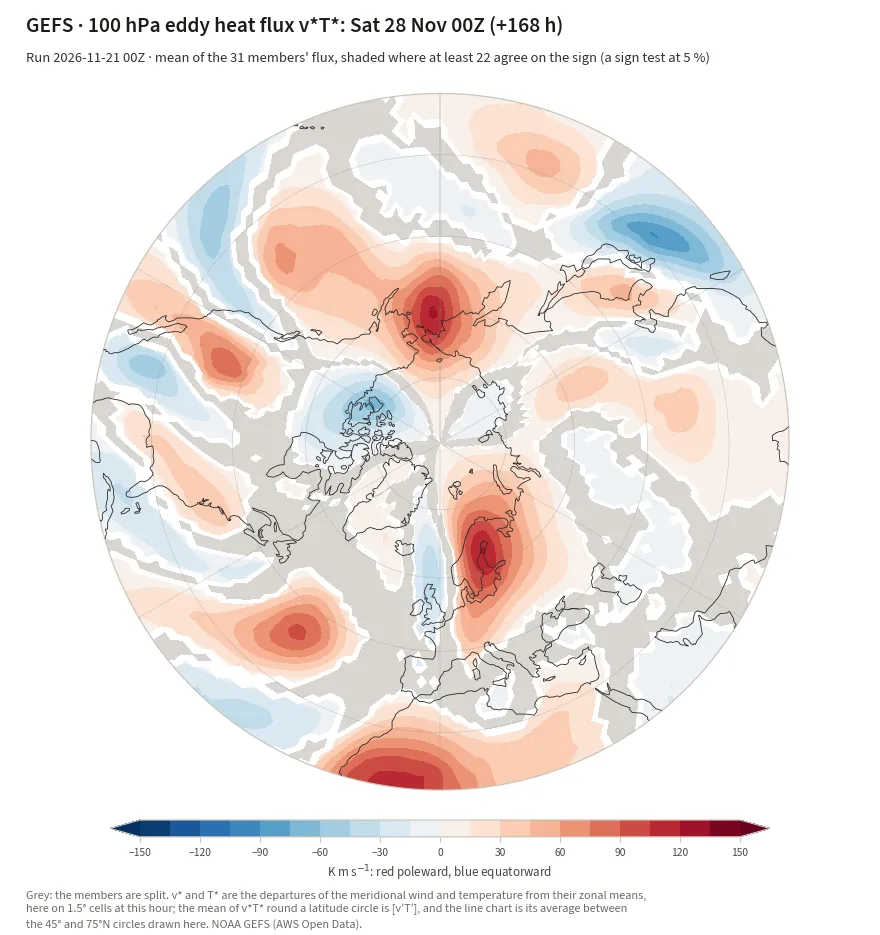 GEFS · 100 hPa eddy heat flux v*T*: Sat 28 Nov 00Z (+168 h)
Run 2026-11-21 00Z · mean of the 31 members' flux, shaded where at least 22 agree on the sign (a sign test at 5 %)
−150 −120 −90 −60 −30 0 30 60 90 120 150
K m s⁻¹: red poleward, blue equatorward
Grey: the members are split. v* and T* are the departures of the meridional wind and temperature from their zonal means,
here on 1.5° cells at this hour; the mean of v*T* round a latitude circle is [v'T'], and the line chart is its average between
the 45° and 75°N circles drawn here. NOAA GEFS (AWS Open Data).